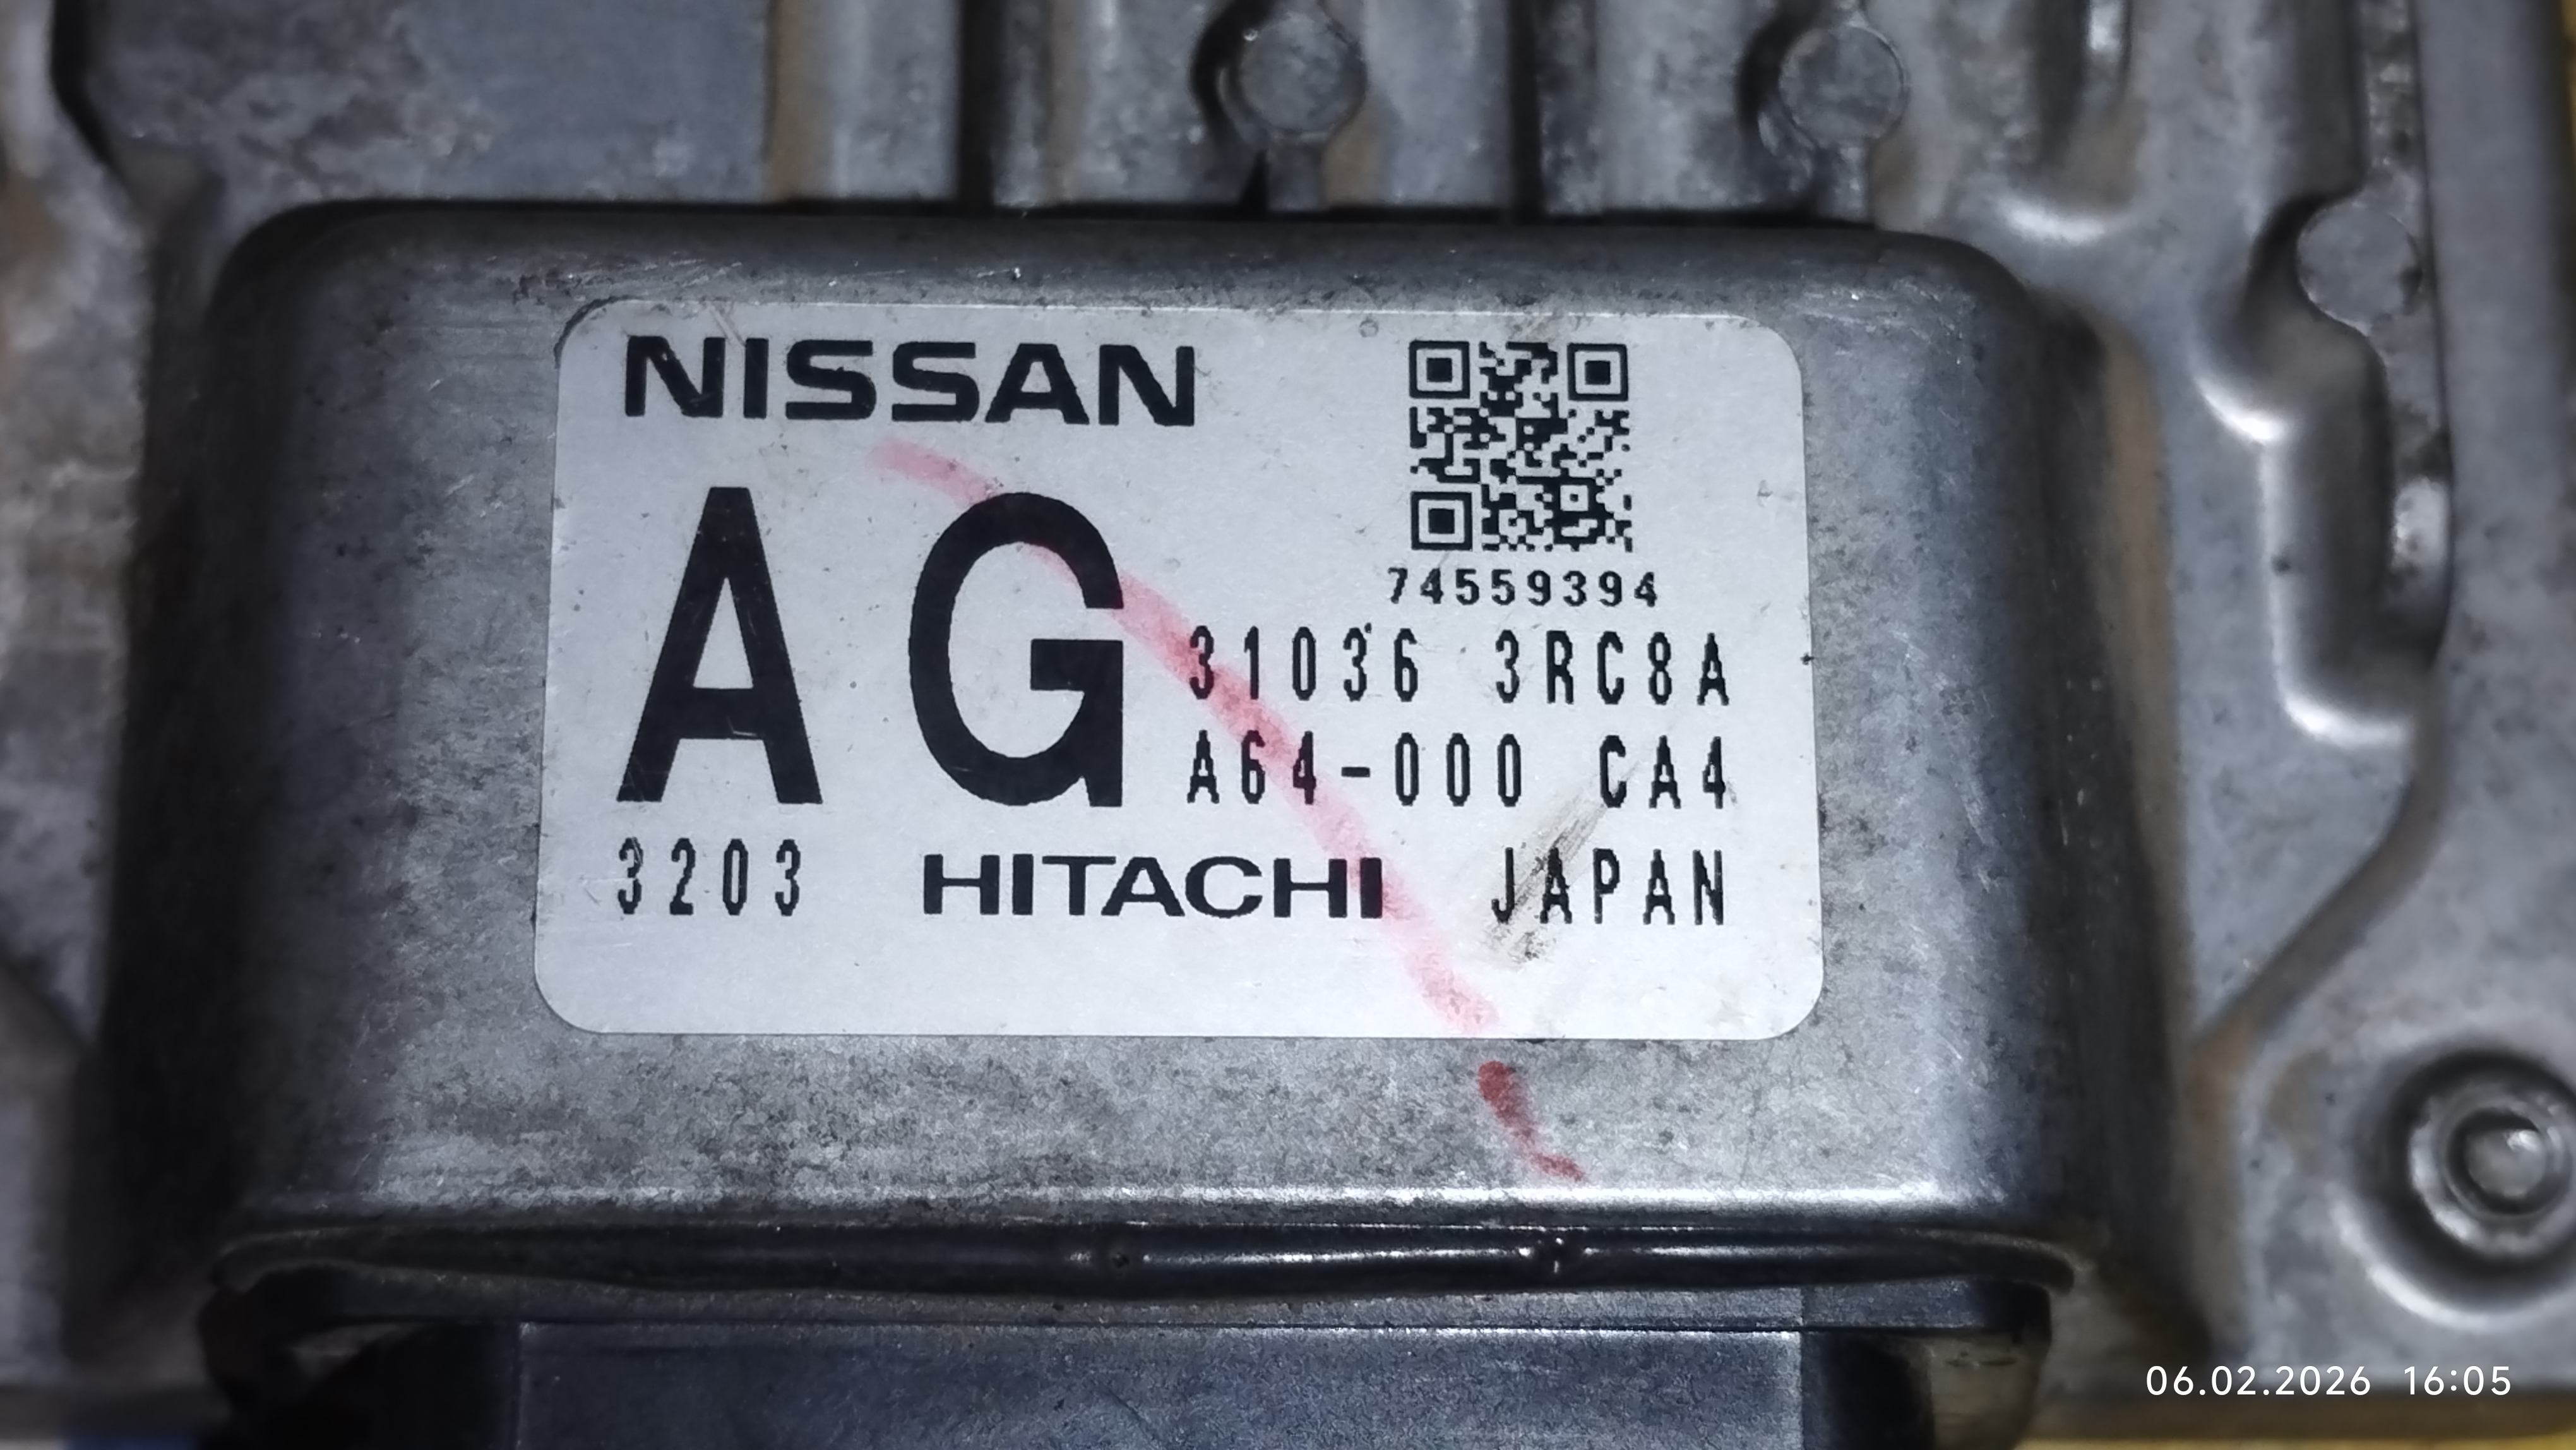 NISSAN
74559394
AG
31036 3RC8A
A64-000 CA4
3203 HITACHI JAPAN
06.02.2026 16:05